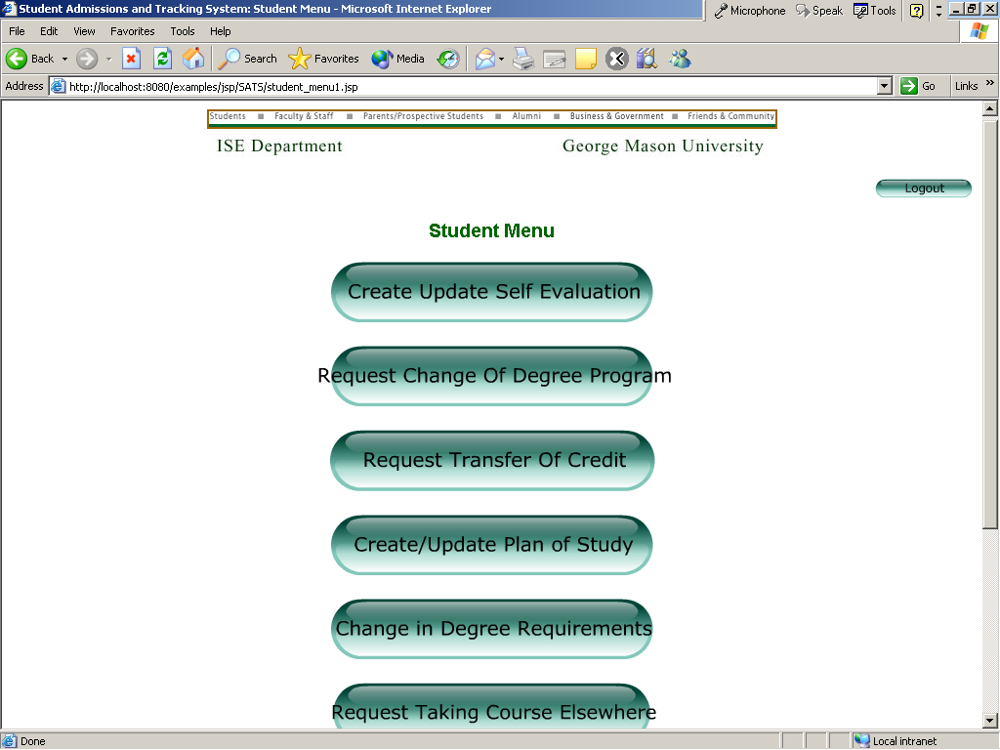 Student Admissions and Tracking System: Student Menu - Microsoft Internet Explorer
Microphone Speak Tools
File Edit View Favorites Tools Help
Back Search Favorites Media
Address http://localhost:8080/examples/jsp/SATS/student_menu1.jsp Go Links »
Students Faculty & Staff Parents/Prospective Students Alumni Business & Government Friends & Community
ISE Department George Mason University
Logout
Student Menu
Create Update Self Evaluation
Request Change Of Degree Program
Request Transfer Of Credit
Create/Update Plan of Study
Change in Degree Requirements
Request Taking Course Elsewhere
Done Local intranet